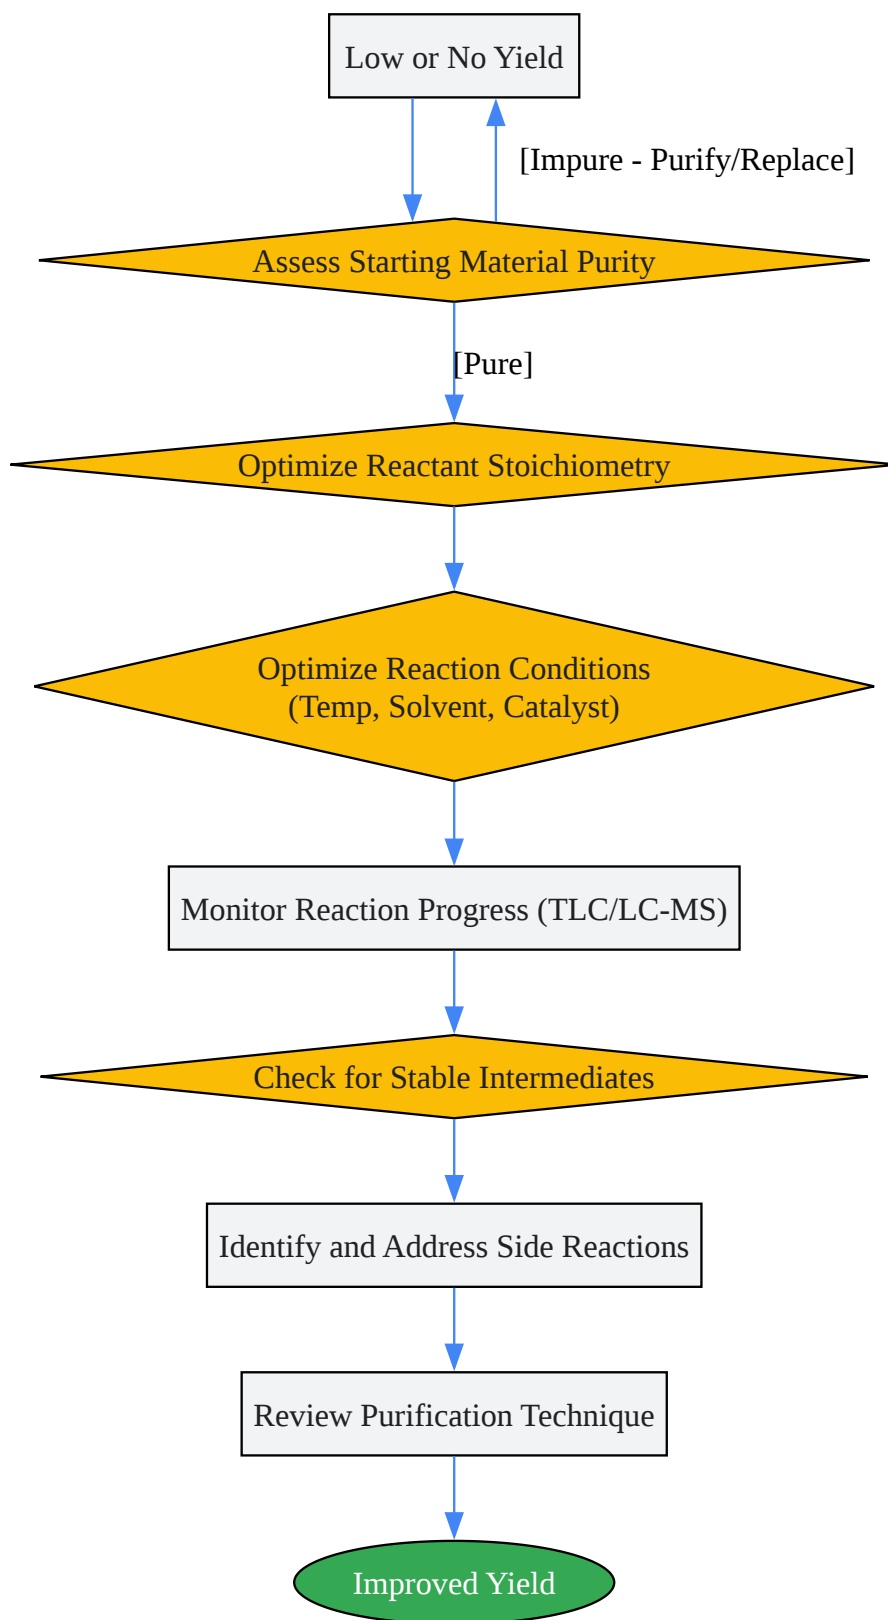 Low or No Yield
[Impure - Purify/Replace]
Assess Starting Material Purity
[Pure]
Optimize Reactant Stoichiometry
Optimize Reaction Conditions
(Temp, Solvent, Catalyst)
Monitor Reaction Progress (TLC/LC-MS)
Check for Stable Intermediates
Identify and Address Side Reactions
Review Purification Technique
Improved Yield